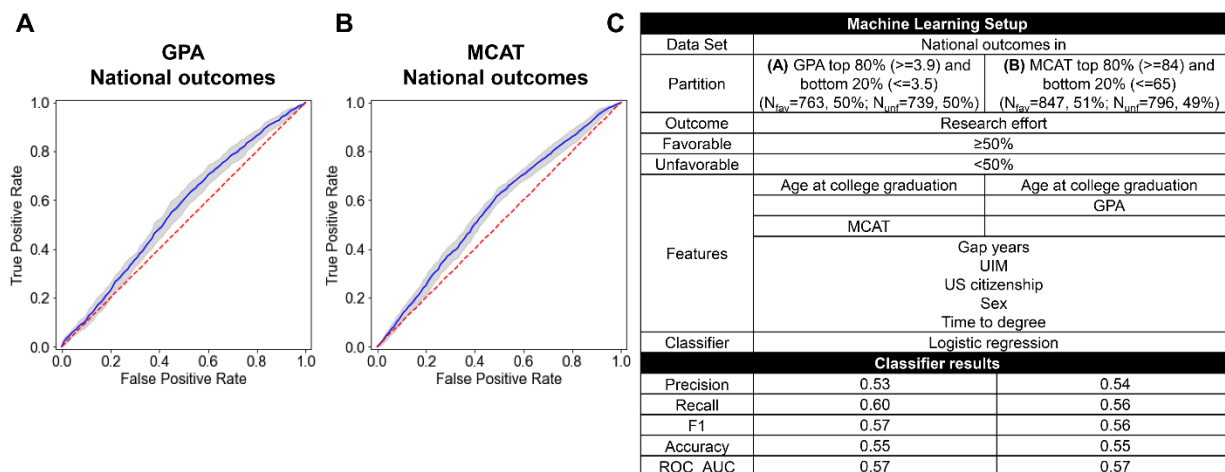 A
GPA
National outcomes
1.0
0.8
0.6
0.4
0.2
0.0
True Positive Rate
0.0 0.2 0.4 0.6 0.8 1.0
False Positive Rate
B
MCAT
National outcomes
1.0
0.8
0.6
0.4
0.2
0.0
True Positive Rate
0.0 0.2 0.4 0.6 0.8 1.0
False Positive Rate
C
Machine Learning Setup
Data Set National outcomes in
Partition
(A) GPA top 80% (>=3.9) and
bottom 20% (<=3.5)
(Nfav=763, 50%; Nunf=739, 50%)
(B) MCAT top 80% (>=84) and
bottom 20% (<=65)
(Nfav=847, 51%; Nunf=796, 49%)
Outcome Research effort
Favorable ≥50%
Unfavorable <50%
Features
Age at college graduation Age at college graduation
GPA
MCAT
Gap years
UIM
US citizenship
Sex
Time to degree
Classifier Logistic regression
Classifier results
Precision 0.53 0.54
Recall 0.60 0.56
F1 0.57 0.56
Accuracy 0.55 0.55
ROC_AUC 0.57 0.57